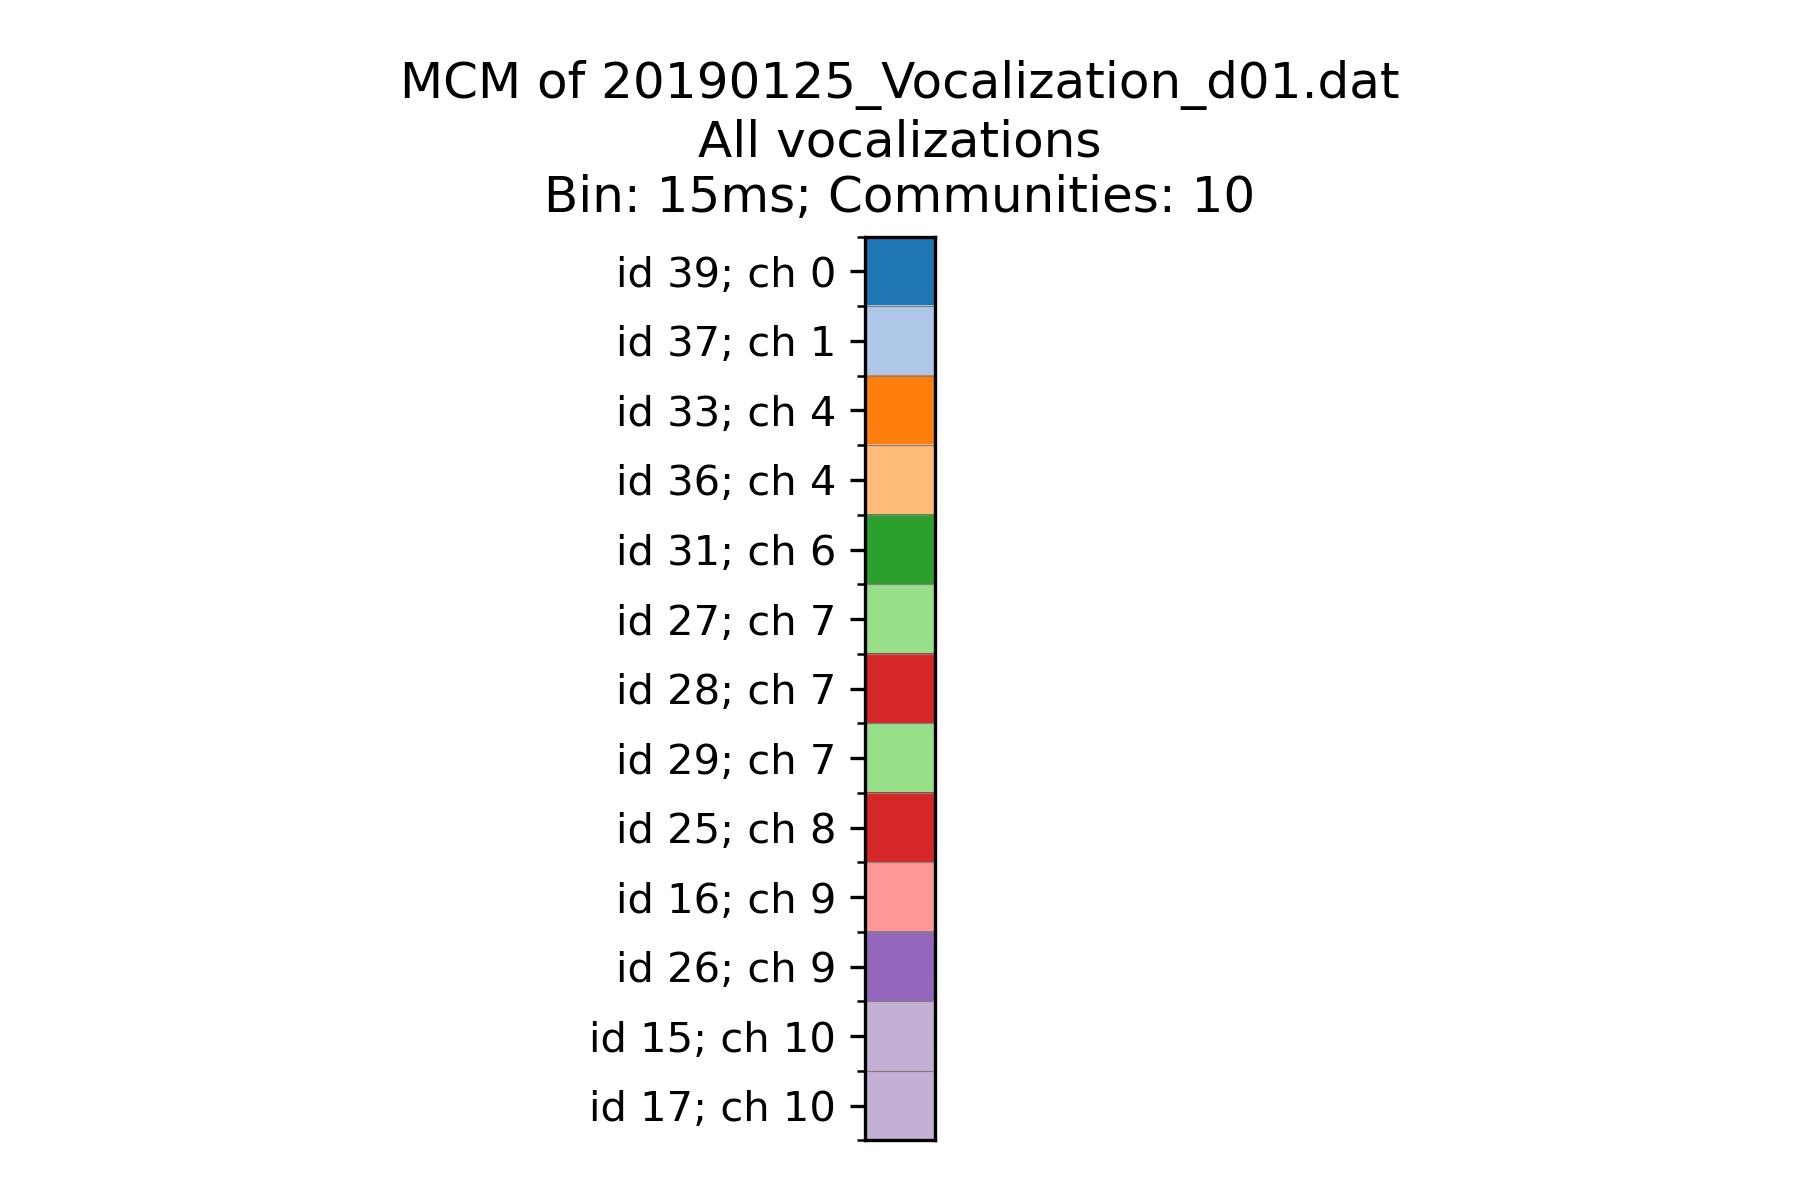 MCM of 20190125_Vocalization_d01.dat
All vocalizations
Bin: 15ms; Communities: 10
id 39; ch 0
id 37; ch 1
id 33; ch 4
id 36; ch 4
id 31; ch 6
id 27; ch 7
id 28; ch 7
id 29; ch 7
id 25; ch 8
id 16; ch 9
id 26; ch 9
id 15; ch 10
id 17; ch 10